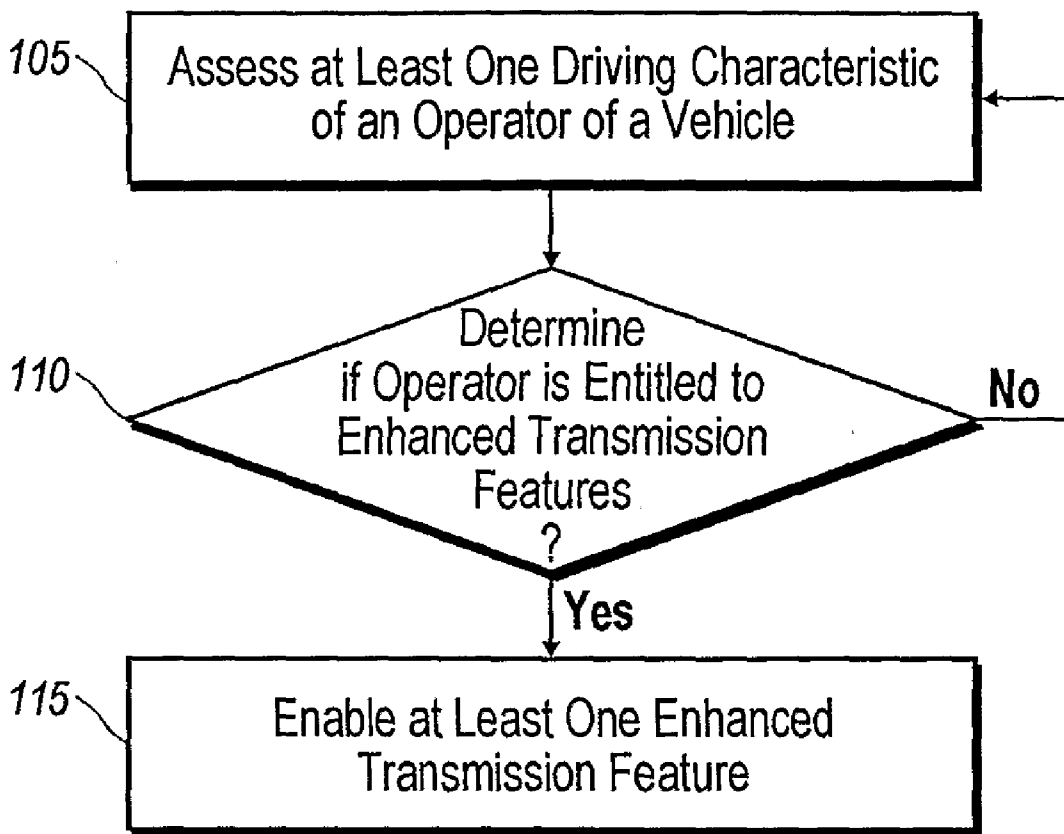 105
Assess at Least One Driving Characteristic
of an Operator of a Vehicle
110
Determine
if Operator is Entitled to
Enhanced Transmission
Features
?
No
Yes
115
Enable at Least One Enhanced
Transmission Feature